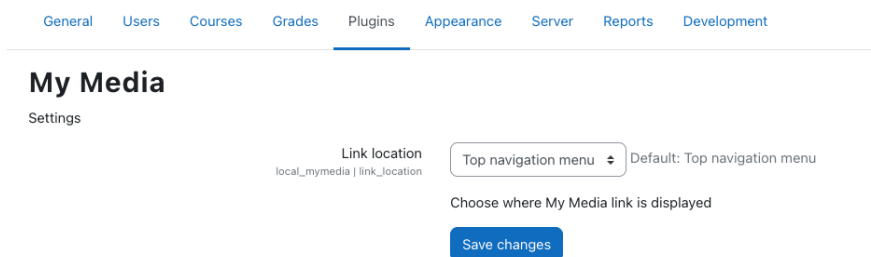 General Users Courses Grades Plugins Appearance Server Reports Development
My Media
Settings
Link location
local_mymedia | link_location
Top navigation menu Default: Top navigation menu
Choose where My Media link is displayed
Save changes